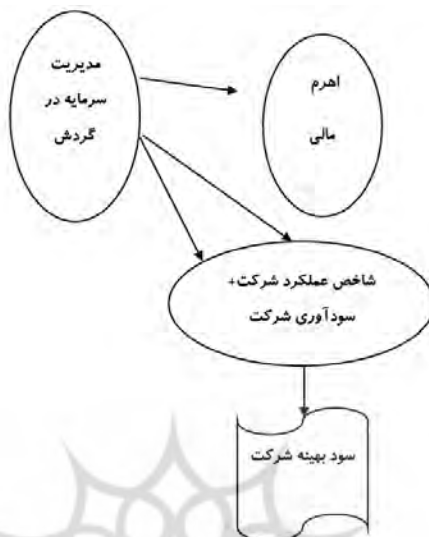 مدیریت
سرمایه در
گردش
اهرم
مالی
شاخص عملکرد شرکت+
سودآوری شرکت
سود بهینه شرکت